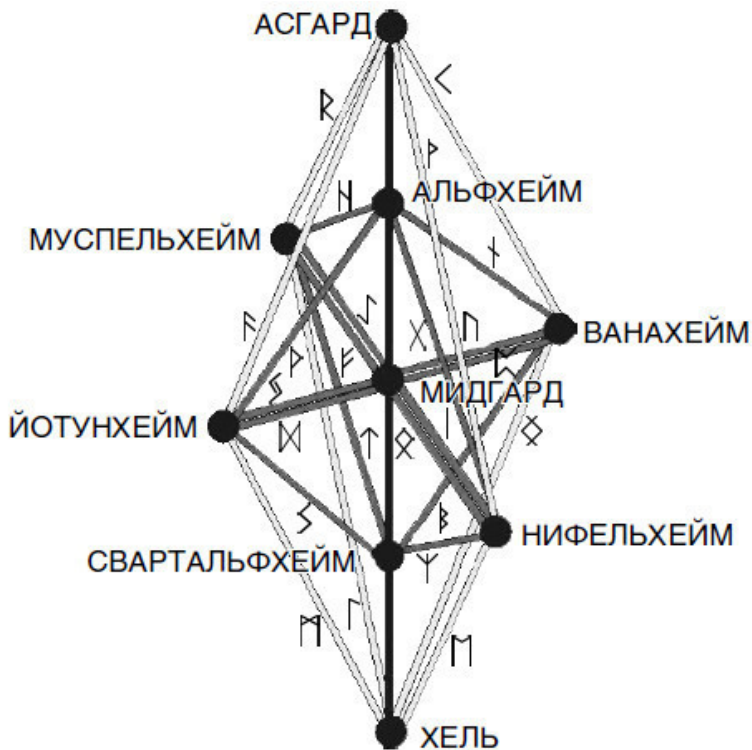 АСГАРД
ᚱ
ᚲ
ᚹ
АЛЬФХЕЙМ
ᚺ
МУСПЕЛЬХЕЙМ
ᚾ
ᚨ
ᚢ
ВАНАХЕЙМ
ᚦ
ᚠ
ᛈ
МИДГАРД
ЙОТУНХЕЙМ
ᛞ
ᛏ
ᛟ
ᛁ
ᛊ
ᛒ
НИФЕЛЬХЕЙМ
СВАРТАЛЬФХЕЙМ
ᛉ
ᛚ
ᛖ
ХЕЛЬ